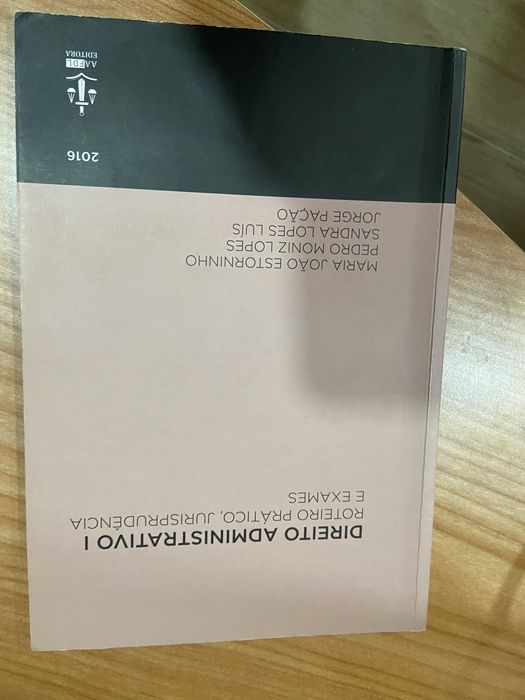 DIREITO ADMINISTRATIVO I
ROTEIRO PRÁTICO, JURISPRUDÊNCIA
E EXAMES
MARIA JOÃO ESTORNINHO
PEDRO MONIZ LOPES
SANDRA LOPES LUÍS
JORGE PAÇÃO
2016
AAFDL
EDITORA